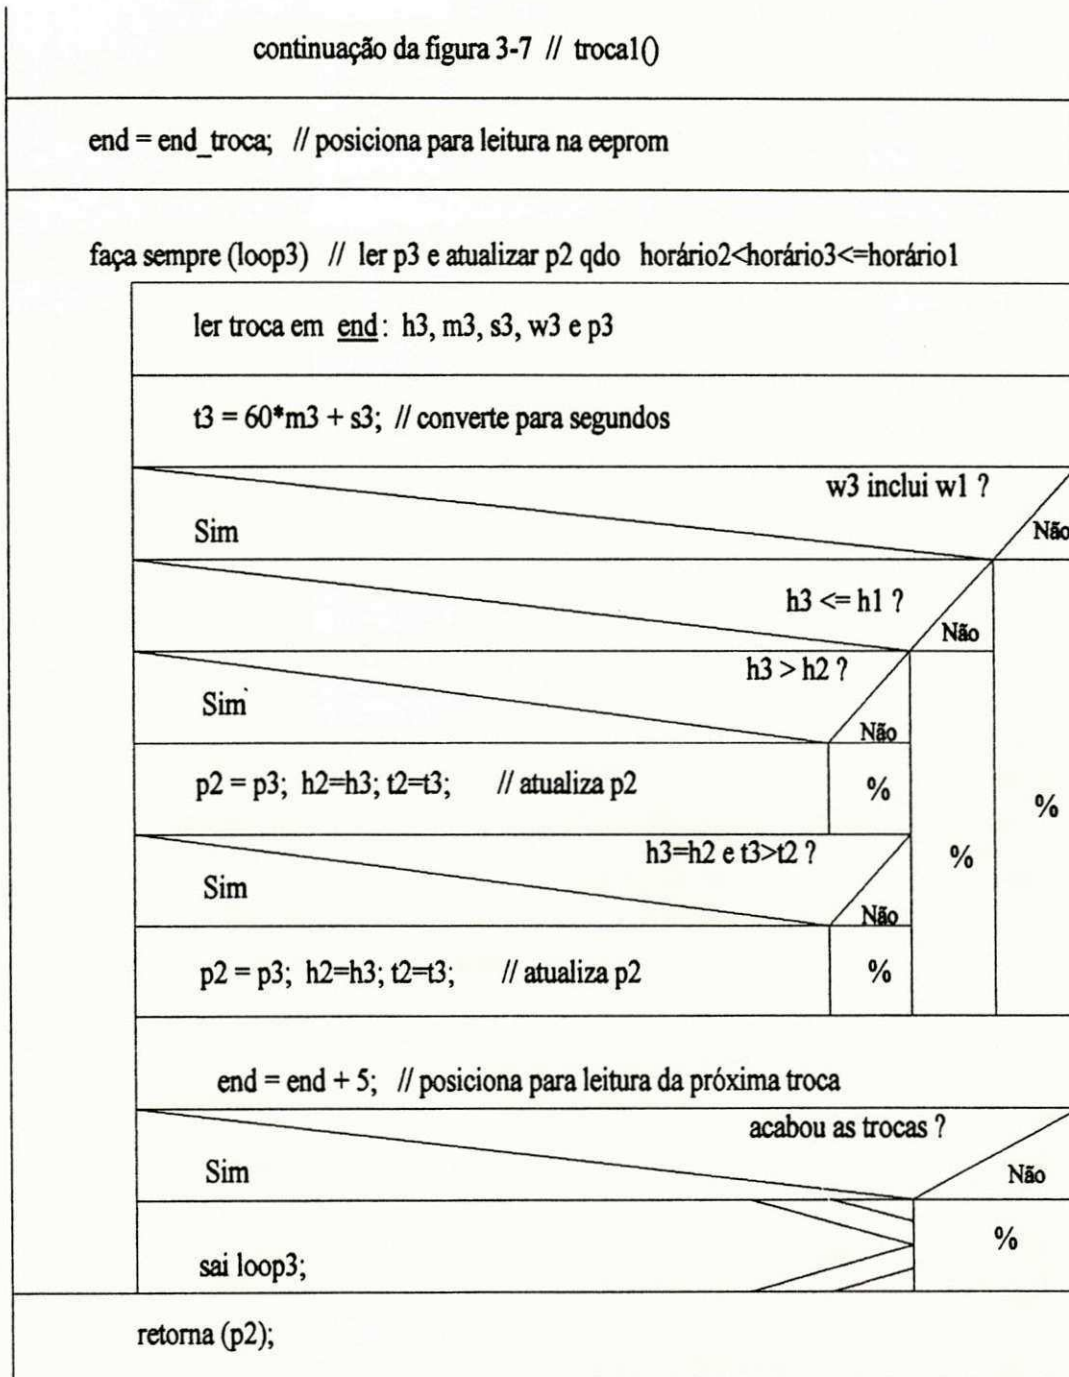 continuação da figura 3-7 // troca1()
end = end_troca; // posiciona para leitura na eeprom
faça sempre (loop3) // ler p3 e atualizar p2 qdo horário2<horário3<=horário1
ler troca em end: h3, m3, s3, w3 e p3
t3 = 60*m3 + s3; // converte para segundos
w3 inclui w1 ?
Sim
Não
h3 <= h1 ?
Não
h3 > h2 ?
Sim
Não
p2 = p3; h2=h3; t2=t3; // atualiza p2
%
%
%
h3=h2 e t3>t2 ?
Sim
Não
p2 = p3; h2=h3; t2=t3; // atualiza p2
%
end = end + 5; // posiciona para leitura da próxima troca
acabou as trocas ?
Sim
Não
%
sai loop3;
retorna (p2);